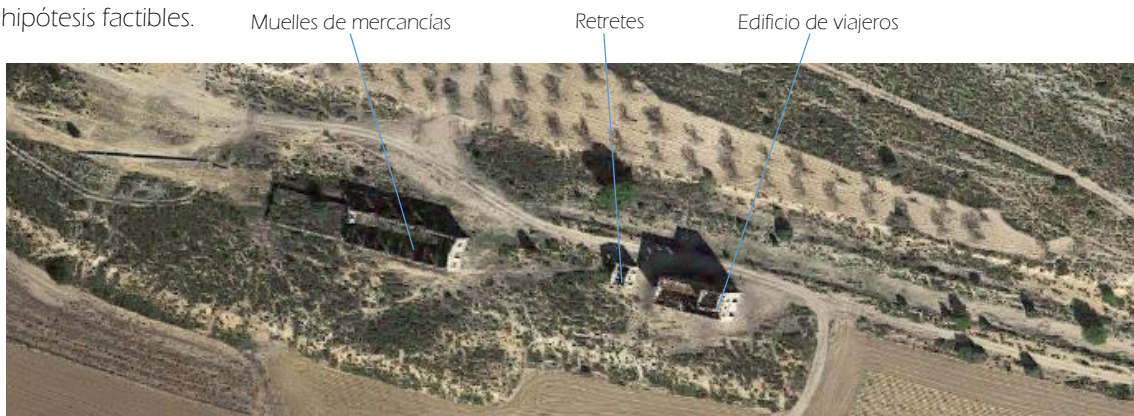 hipótesis factibles.
Muelles de mercancías
Retretes
Edificio de viajeros